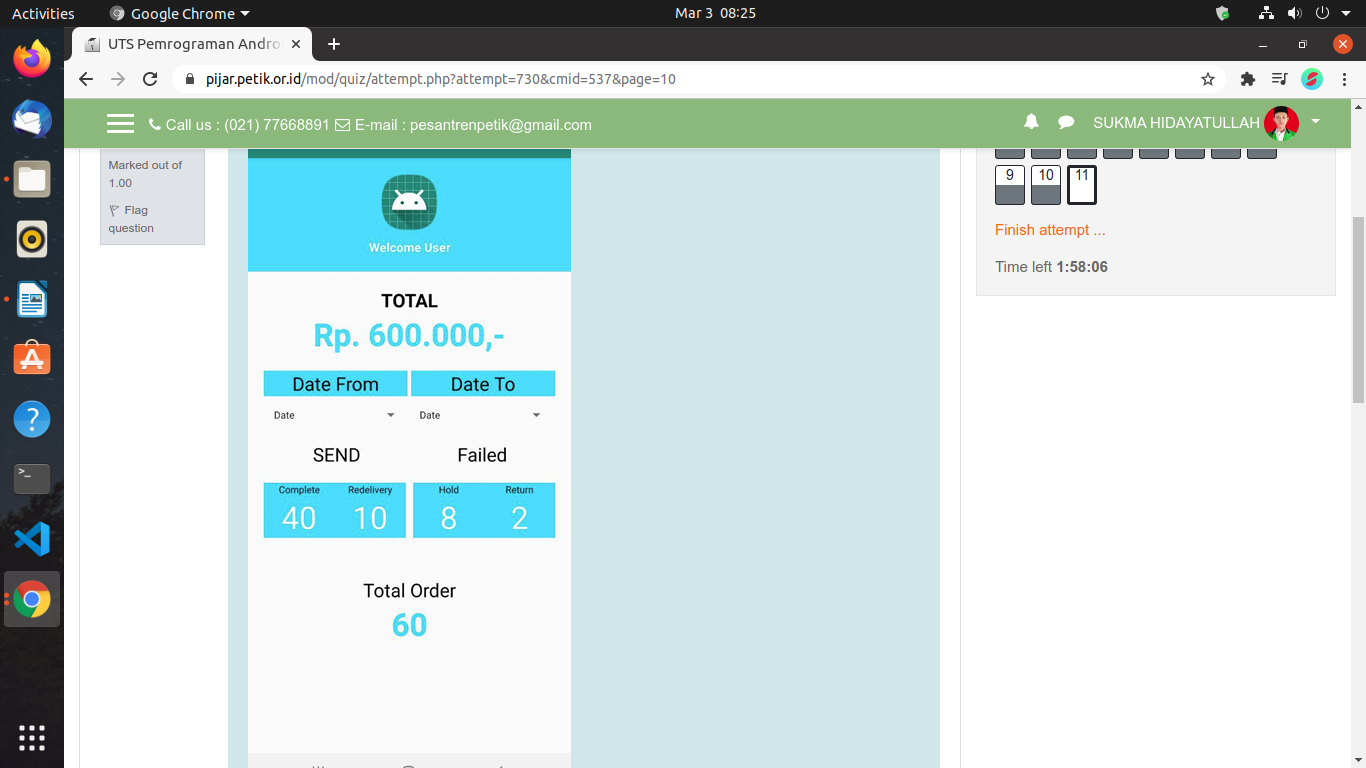 Activities
Google Chrome
Mar 3 08:25
UTS Pemrograman Andro
pijar.petik.or.id/mod/quiz/attempt.php?attempt=730&cmid=537&page=10
Call us : (021) 77668891 E-mail : pesantrenpetik@gmail.com
SUKMA HIDAYATULLAH
Marked out of
1.00
Flag
question
Welcome User
TOTAL
Rp. 600.000,-
Date From Date To
Date Date
SEND Failed
Complete Redelivery Hold Return
40 10 8 2
Total Order
60
9 10 11
Finish attempt ...
Time left 1:58:06